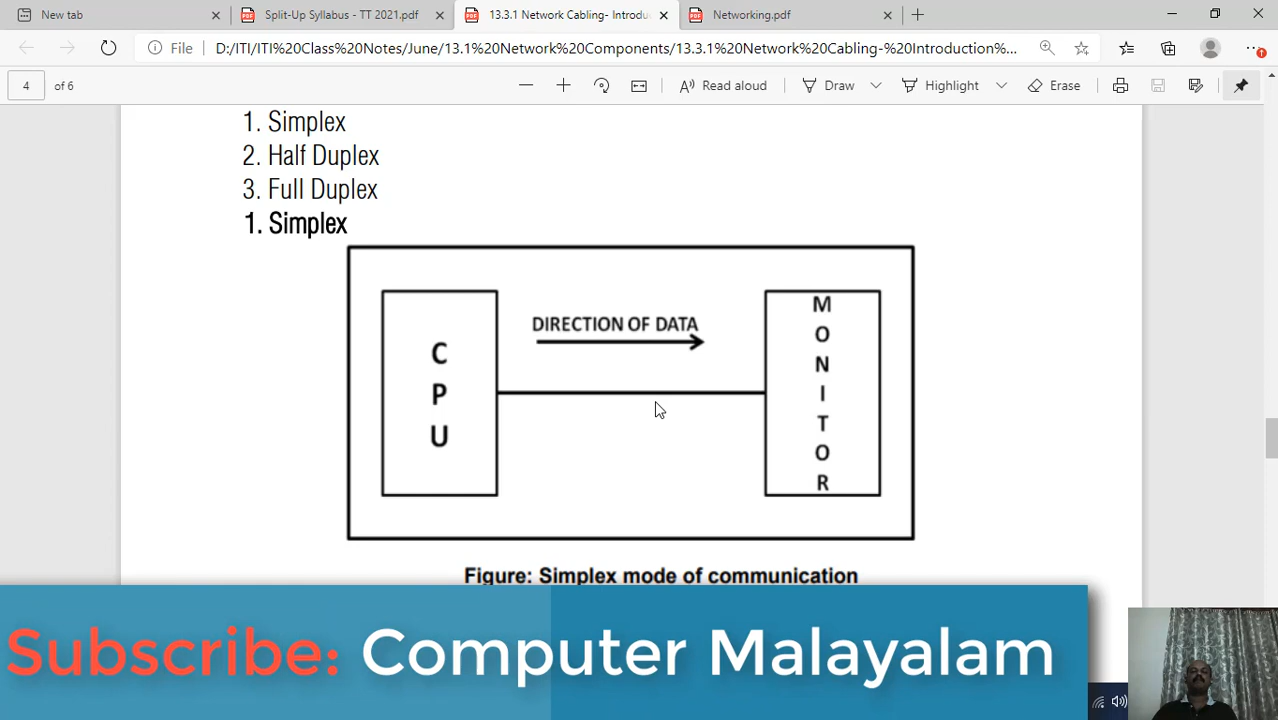 New tab
Split-Up Syllabus - TT 2021.pdf
13.3.1 Network Cabling- Introdu
Networking.pdf
File
D:/ITI/ITI%20Class%20Notes/June/13.1%20Network%20Components/13.3.1%20Network%20Cabling-%20Introduction%...
4 of 6
Read aloud
Draw
Highlight
Erase
1. Simplex
2. Half Duplex
3. Full Duplex
1. Simplex
DIRECTION OF DATA
CPU
MONITOR
Figure: Simplex mode of communication
Subscribe: Computer Malayalam